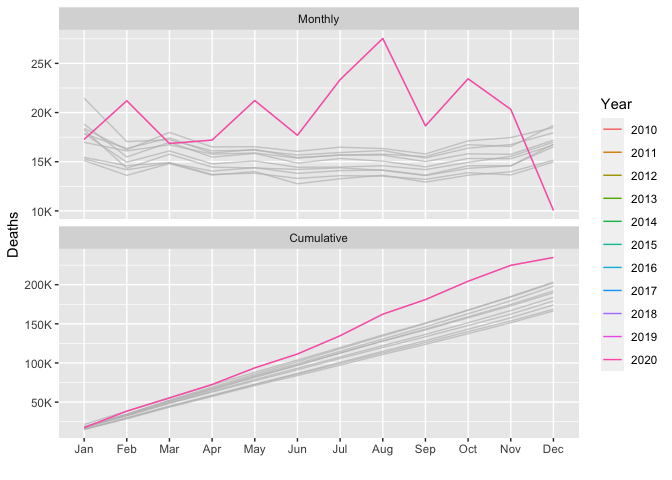 Monthly
25K
20K
15K
10K
Deaths
Cumulative
200K
150K
100K
50K
Jan Feb Mar Apr May Jun Jul Aug Sep Oct Nov Dec
Year
2010
2011
2012
2013
2014
2015
2016
2017
2018
2019
2020